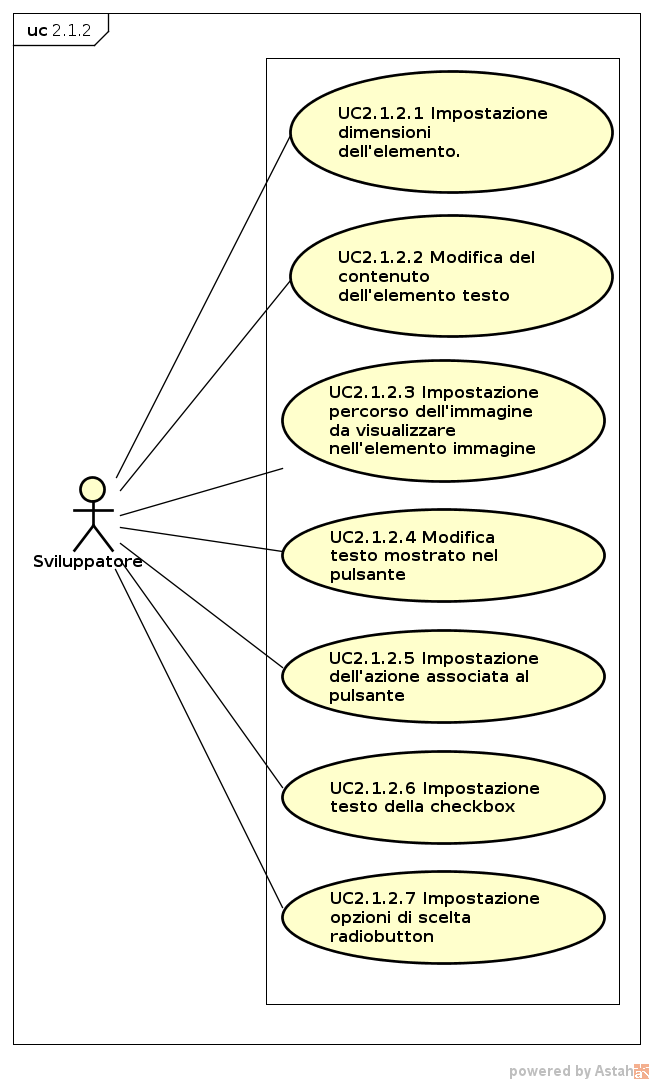 uc 2.1.2
UC2.1.2.1 Impostazione
dimensioni
dell'elemento.
UC2.1.2.2 Modifica del
contenuto
dell'elemento testo
UC2.1.2.3 Impostazione
percorso dell'immagine
da visualizzare
nell'elemento immagine
Sviluppatore
UC2.1.2.4 Modifica
testo mostrato nel
pulsante
UC2.1.2.5 Impostazione
dell'azione associata al
pulsante
UC2.1.2.6 Impostazione
testo della checkbox
UC2.1.2.7 Impostazione
opzioni di scelta
radiobutton
powered by Astah